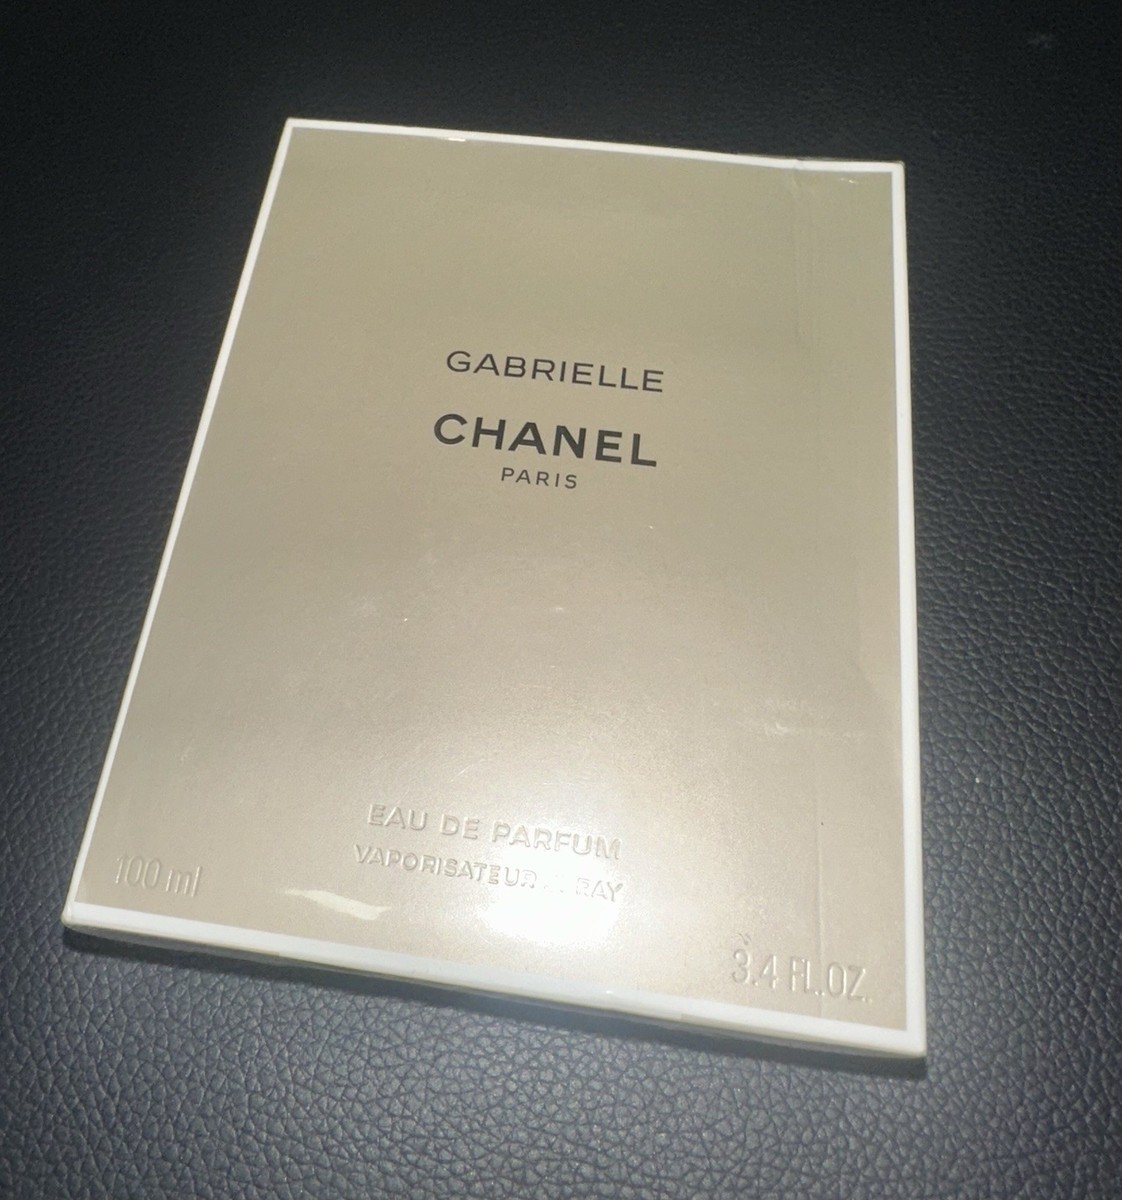 GABRIELLE
CHANEL
PARIS
EAU DE PARFUM
VAPORISATEUR
100 ml
3.4 FL.OZ.